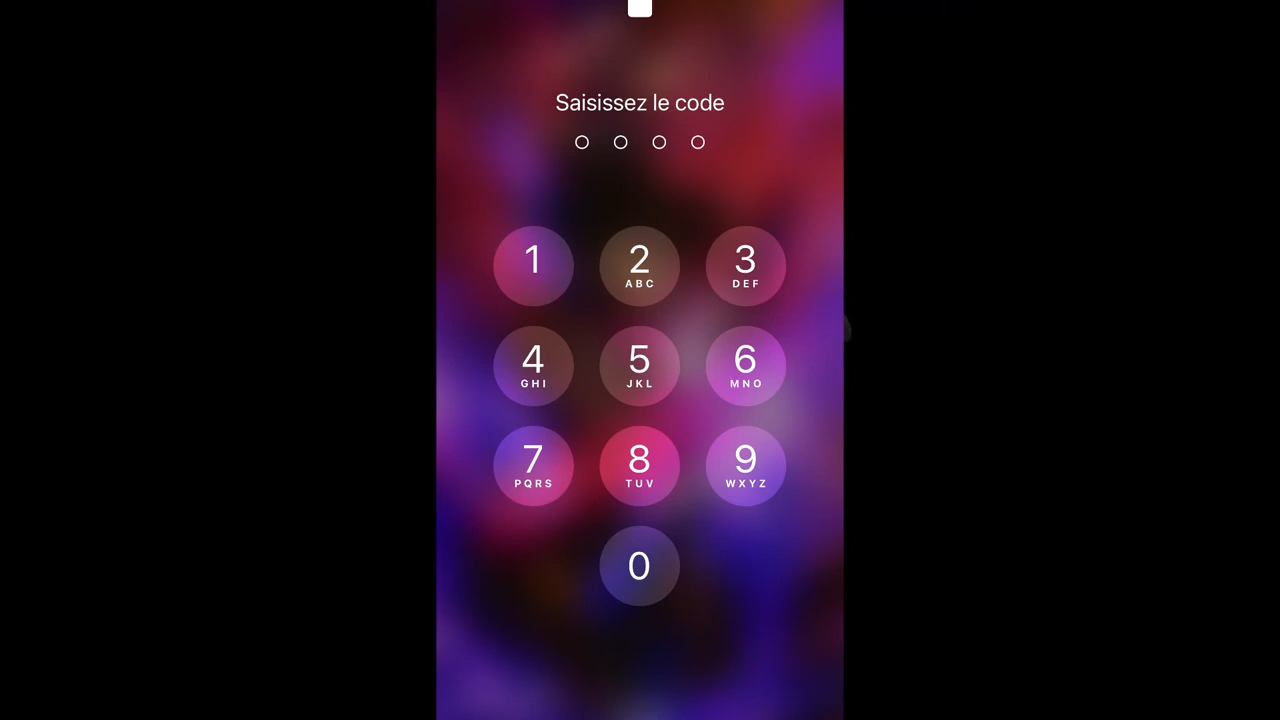 Saisissez le code
1
2
ABC
3
DEF
4
GHI
5
JKL
6
MNO
7
PQRS
8
TUV
9
WXYZ
0